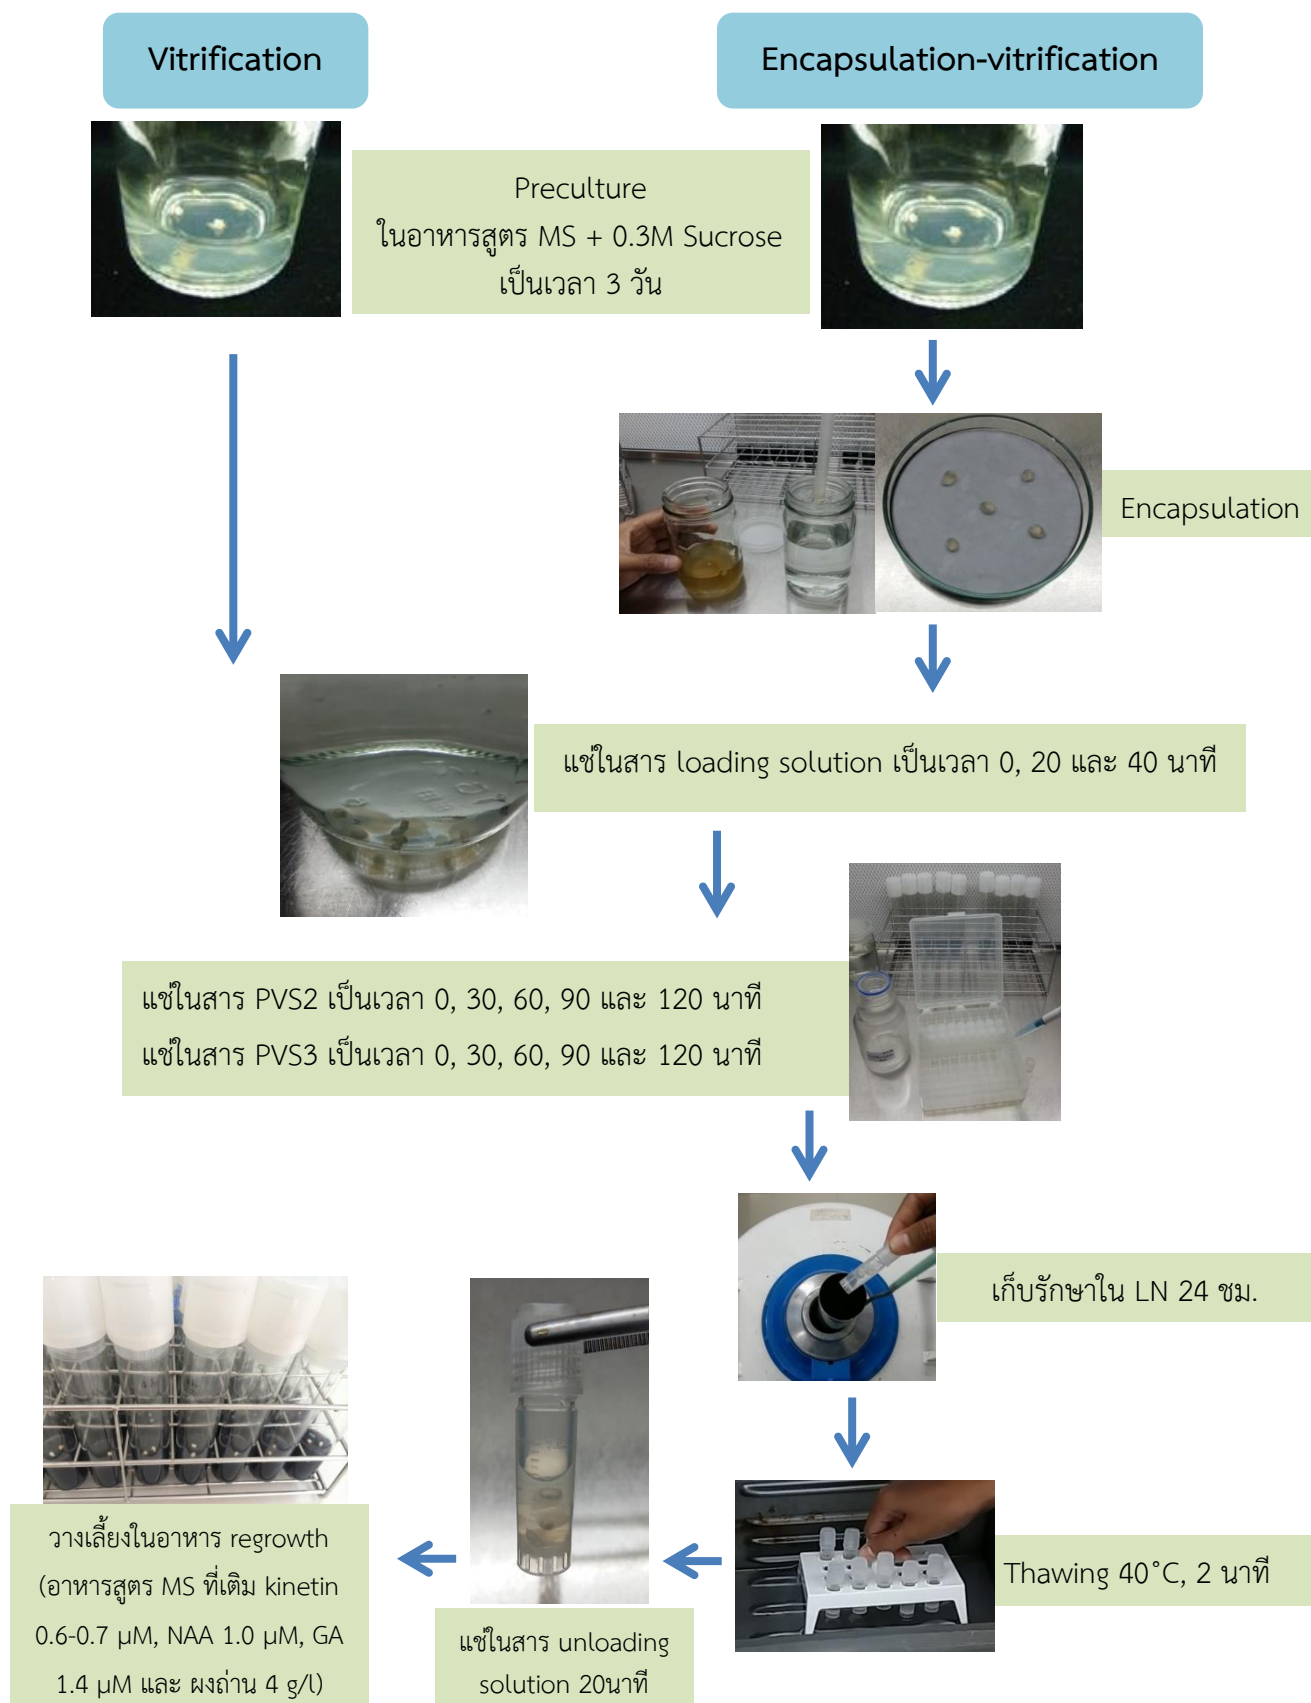 Vitrification
Encapsulation-vitrification
Preculture
ในอาหารสูตร MS + 0.3M Sucrose
เป็นเวลา 3 วัน
Encapsulation
แช่ในสาร loading solution เป็นเวลา 0, 20 และ 40 นาที
แช่ในสาร PVS2 เป็นเวลา 0, 30, 60, 90 และ 120 นาที
แช่ในสาร PVS3 เป็นเวลา 0, 30, 60, 90 และ 120 นาที
เก็บรักษาใน LN 24 ชม.
Thawing 40°C, 2 นาที
แช่ในสาร unloading
solution 20นาที
วางเลี้ยงในอาหาร regrowth
(อาหารสูตร MS ที่เติม kinetin
0.6-0.7 µM, NAA 1.0 µM, GA
1.4 µM และ ผงถ่าน 4 g/l)